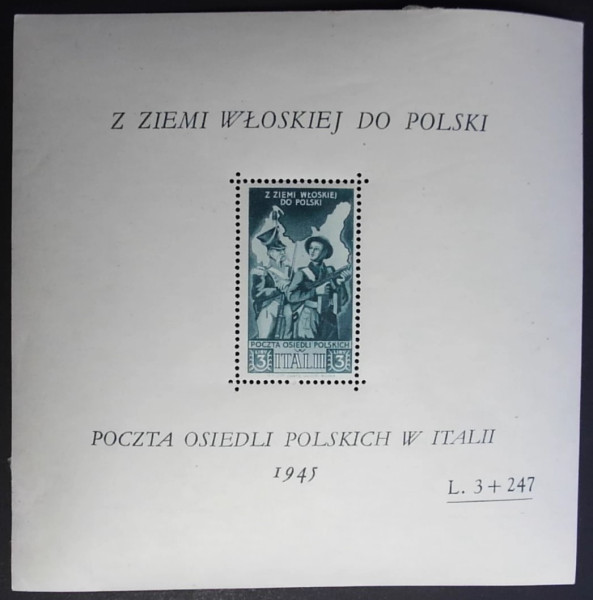 Z ZIEMI WŁOSKIEJ DO POLSKI
Z ZIEMI WŁOSKIEJ
DO POLSKI
POCZTA OSIEDLI POLSKICH
W
3 ITALII 3
POCZTA OSIEDLI POLSKICH W ITALII
1945
L. 3 + 247